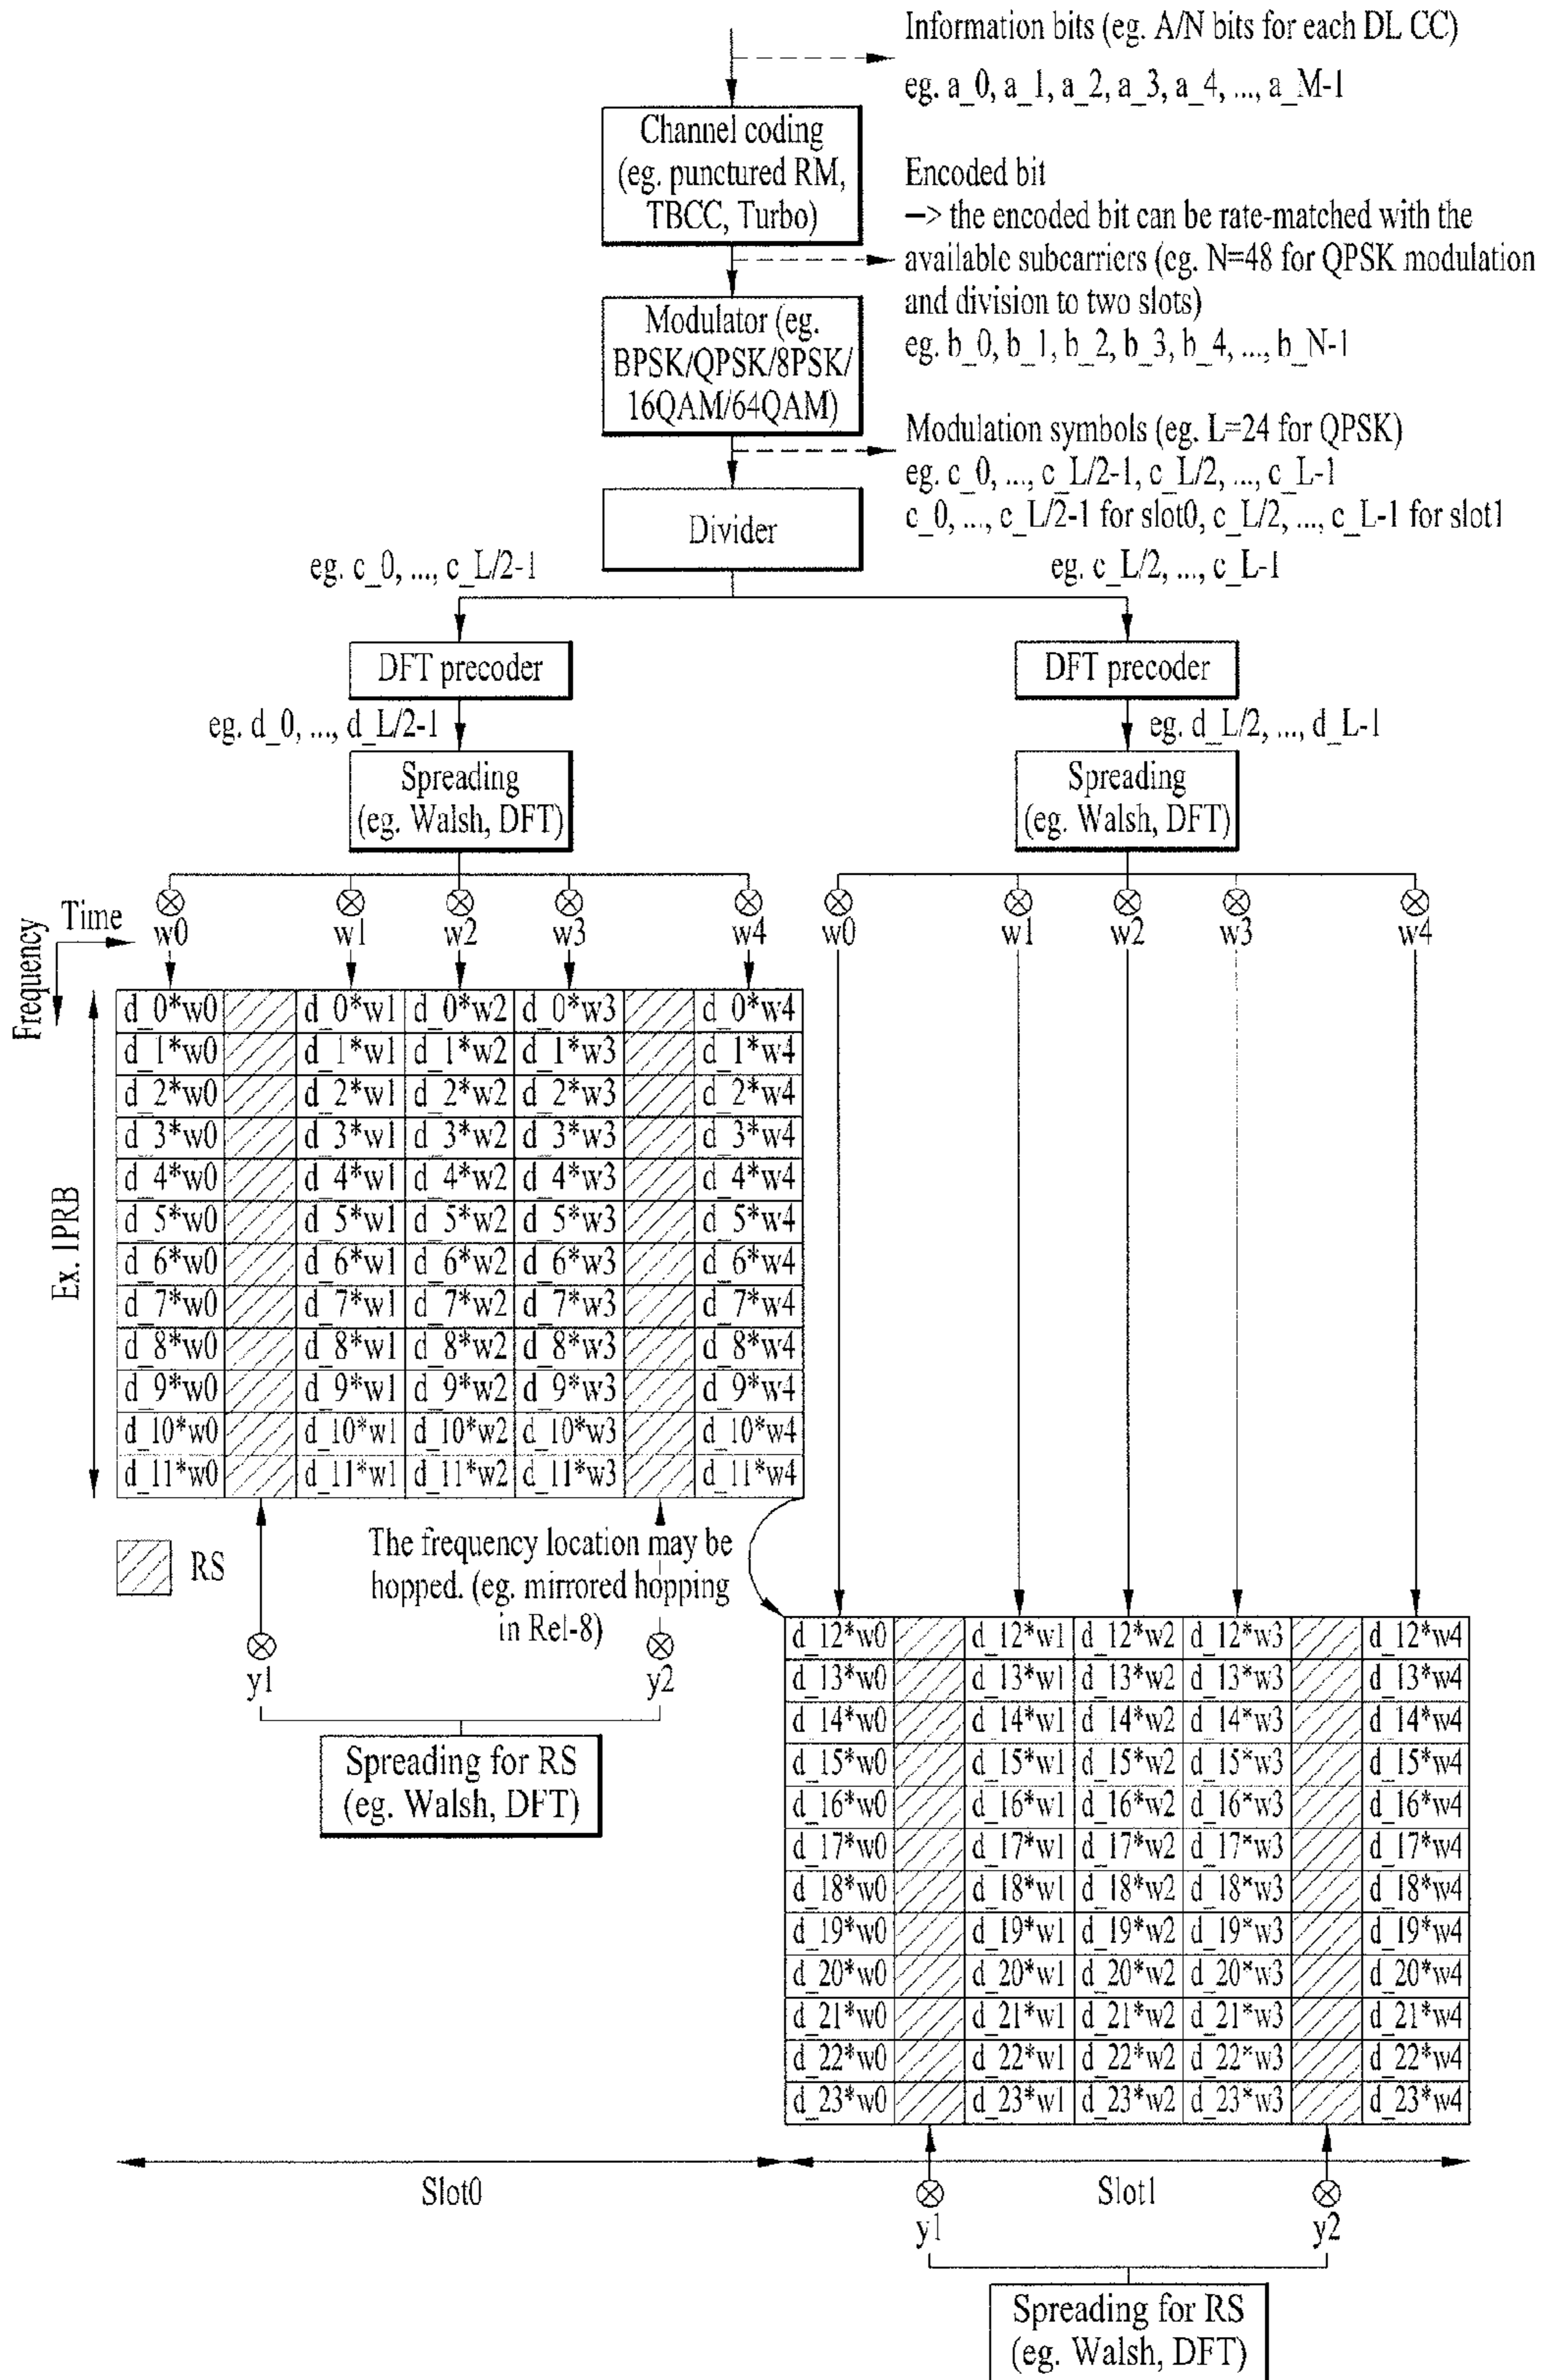 Information bits (eg. A/N bits for each DL CC)
eg. a_0, a_1, a_2, a_3, a_4, ..., a_M-1
Channel coding
(eg. punctured RM,
TBCC, Turbo)
Encoded bit
–> the encoded bit can be rate-matched with the
available subcarriers (eg. N=48 for QPSK modulation
and division to two slots)
eg. b_0, b_1, b_2, b_3, b_4, ..., b_N-1
Modulator (eg.
BPSK/QPSK/8PSK/
16QAM/64QAM)
Modulation symbols (eg. L=24 for QPSK)
eg. c_0, ..., c_L/2-1, c_L/2, ..., c_L-1
c_0, ..., c_L/2-1 for slot0, c_L/2, ..., c_L-1 for slot1
Divider
eg. c_0, ..., c_L/2-1
eg. c_L/2, ..., c_L-1
DFT precoder
DFT precoder
eg. d_0, ..., d_L/2-1
eg. d_L/2, ..., d_L-1
Spreading
(eg. Walsh, DFT)
Spreading
(eg. Walsh, DFT)
Time
Frequency
w0 w1 w2 w3 w4
w0 w1 w2 w3 w4
Ex. 1PRB
d_0*w0 d_0*w1 d_0*w2 d_0*w3 d_0*w4
d_1*w0 d_1*w1 d_1*w2 d_1*w3 d_1*w4
d_2*w0 d_2*w1 d_2*w2 d_2*w3 d_2*w4
d_3*w0 d_3*w1 d_3*w2 d_3*w3 d_3*w4
d_4*w0 d_4*w1 d_4*w2 d_4*w3 d_4*w4
d_5*w0 d_5*w1 d_5*w2 d_5*w3 d_5*w4
d_6*w0 d_6*w1 d_6*w2 d_6*w3 d_6*w4
d_7*w0 d_7*w1 d_7*w2 d_7*w3 d_7*w4
d_8*w0 d_8*w1 d_8*w2 d_8*w3 d_8*w4
d_9*w0 d_9*w1 d_9*w2 d_9*w3 d_9*w4
d_10*w0 d_10*w1 d_10*w2 d_10*w3 d_10*w4
d_11*w0 d_11*w1 d_11*w2 d_11*w3 d_11*w4
RS
The frequency location may be
hopped. (eg. mirrored hopping
in Rel-8)
y1 y2
Spreading for RS
(eg. Walsh, DFT)
d_12*w0 d_12*w1 d_12*w2 d_12*w3 d_12*w4
d_13*w0 d_13*w1 d_13*w2 d_13*w3 d_13*w4
d_14*w0 d_14*w1 d_14*w2 d_14*w3 d_14*w4
d_15*w0 d_15*w1 d_15*w2 d_15*w3 d_15*w4
d_16*w0 d_16*w1 d_16*w2 d_16*w3 d_16*w4
d_17*w0 d_17*w1 d_17*w2 d_17*w3 d_17*w4
d_18*w0 d_18*w1 d_18*w2 d_18*w3 d_18*w4
d_19*w0 d_19*w1 d_19*w2 d_19*w3 d_19*w4
d_20*w0 d_20*w1 d_20*w2 d_20*w3 d_20*w4
d_21*w0 d_21*w1 d_21*w2 d_21*w3 d_21*w4
d_22*w0 d_22*w1 d_22*w2 d_22*w3 d_22*w4
d_23*w0 d_23*w1 d_23*w2 d_23*w3 d_23*w4
Slot0
Slot1
y1 y2
Spreading for RS
(eg. Walsh, DFT)